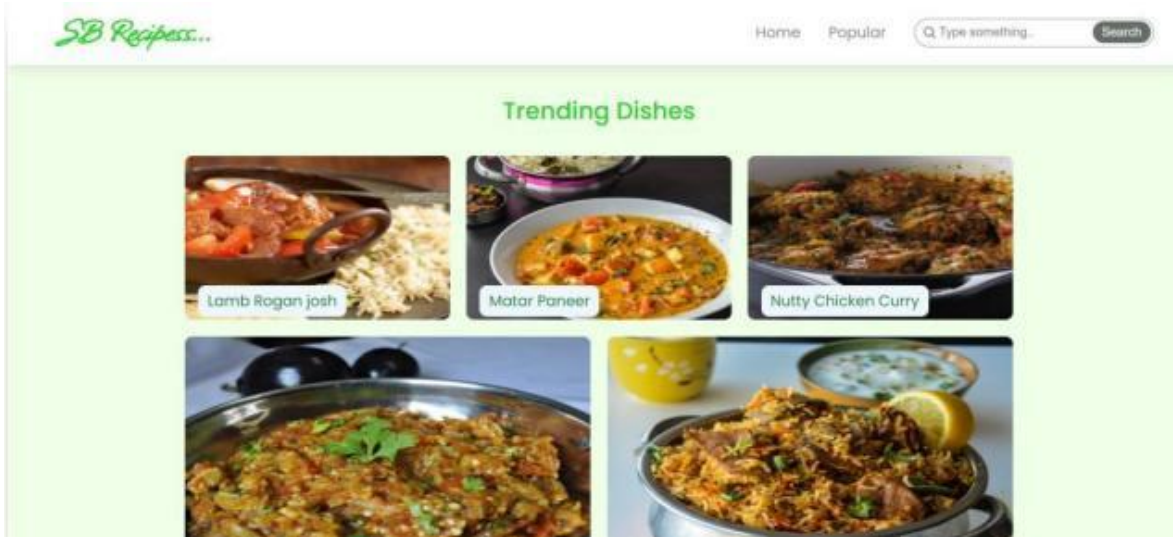 SB Recipess...
Home Popular Type something.. Search
Trending Dishes
Lamb Rogan josh
Matar Paneer
Nutty Chicken Curry